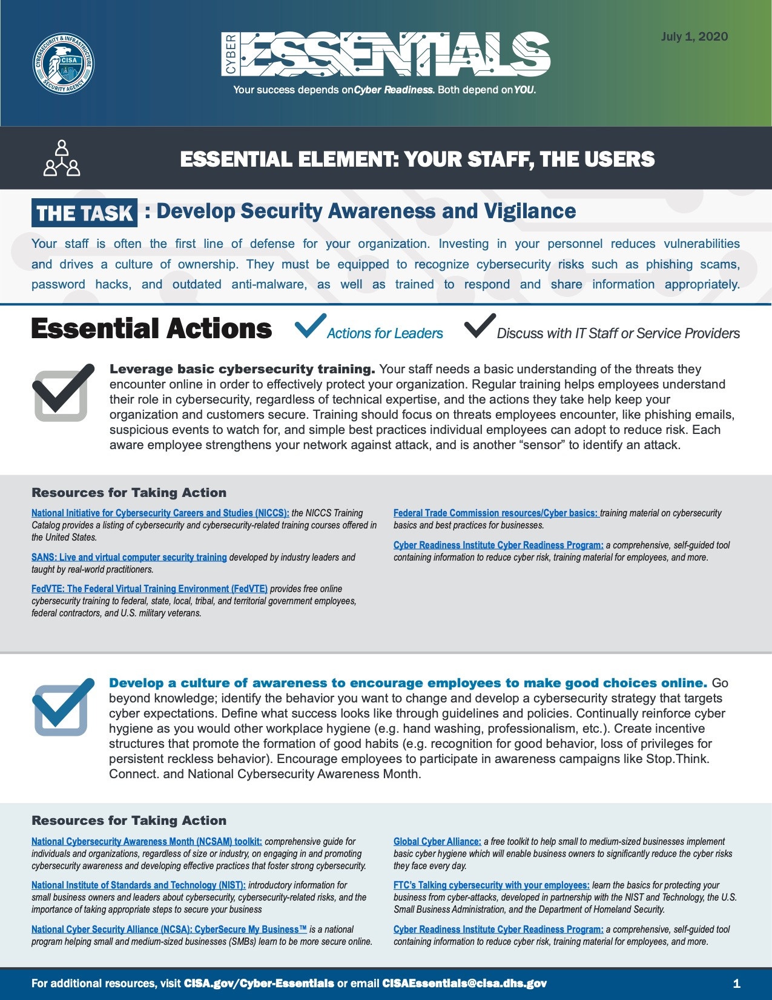 CYBERSECURITY & INFRASTRUCTURE
CISA
SECURITY AGENCY
CYBER
ESSENTIALS
Your success depends onCyber Readiness. Both depend onYOU.
July 1, 2020
ESSENTIAL ELEMENT: YOUR STAFF, THE USERS
THE TASK : Develop Security Awareness and Vigilance
Your staff is often the first line of defense for your organization. Investing in your personnel reduces vulnerabilities
and drives a culture of ownership. They must be equipped to recognize cybersecurity risks such as phishing scams,
password hacks, and outdated anti-malware, as well as trained to respond and share information appropriately.
Essential Actions
Actions for Leaders
Discuss with IT Staff or Service Providers
Leverage basic cybersecurity training. Your staff needs a basic understanding of the threats they
encounter online in order to effectively protect your organization. Regular training helps employees understand
their role in cybersecurity, regardless of technical expertise, and the actions they take help keep your
organization and customers secure. Training should focus on threats employees encounter, like phishing emails,
suspicious events to watch for, and simple best practices individual employees can adopt to reduce risk. Each
aware employee strengthens your network against attack, and is another “sensor” to identify an attack.
Resources for Taking Action
National Initiative for Cybersecurity Careers and Studies (NICCS): the NICCS Training
Catalog provides a listing of cybersecurity and cybersecurity-related training courses offered in
the United States.
SANS: Live and virtual computer security training developed by industry leaders and
taught by real-world practitioners.
FedVTE: The Federal Virtual Training Environment (FedVTE) provides free online
cybersecurity training to federal, state, local, tribal, and territorial government employees,
federal contractors, and U.S. military veterans.
Federal Trade Commission resources/Cyber basics: training material on cybersecurity
basics and best practices for businesses.
Cyber Readiness Institute Cyber Readiness Program: a comprehensive, self-guided tool
containing information to reduce cyber risk, training material for employees, and more.
Develop a culture of awareness to encourage employees to make good choices online. Go
beyond knowledge; identify the behavior you want to change and develop a cybersecurity strategy that targets
cyber expectations. Define what success looks like through guidelines and policies. Continually reinforce cyber
hygiene as you would other workplace hygiene (e.g. hand washing, professionalism, etc.). Create incentive
structures that promote the formation of good habits (e.g. recognition for good behavior, loss of privileges for
persistent reckless behavior). Encourage employees to participate in awareness campaigns like Stop.Think.
Connect. and National Cybersecurity Awareness Month.
Resources for Taking Action
National Cybersecurity Awareness Month (NCSAM) toolkit: comprehensive guide for
individuals and organizations, regardless of size or industry, on engaging in and promoting
cybersecurity awareness and developing effective practices that foster strong cybersecurity.
National Institute of Standards and Technology (NIST): introductory information for
small business owners and leaders about cybersecurity, cybersecurity-related risks, and the
importance of taking appropriate steps to secure your business
National Cyber Security Alliance (NCSA): CyberSecure My Business™ is a national
program helping small and medium-sized businesses (SMBs) learn to be more secure online.
Global Cyber Alliance: a free toolkit to help small to medium-sized businesses implement
basic cyber hygiene which will enable business owners to significantly reduce the cyber risks
they face every day.
FTC’s Talking cybersecurity with your employees: learn the basics for protecting your
business from cyber-attacks, developed in partnership with the NIST and Technology, the U.S.
Small Business Administration, and the Department of Homeland Security.
Cyber Readiness Institute Cyber Readiness Program: a comprehensive, self-guided tool
containing information to reduce cyber risk, training material for employees, and more.
For additional resources, visit CISA.gov/Cyber-Essentials or email CISAEssentials@cisa.dhs.gov
1